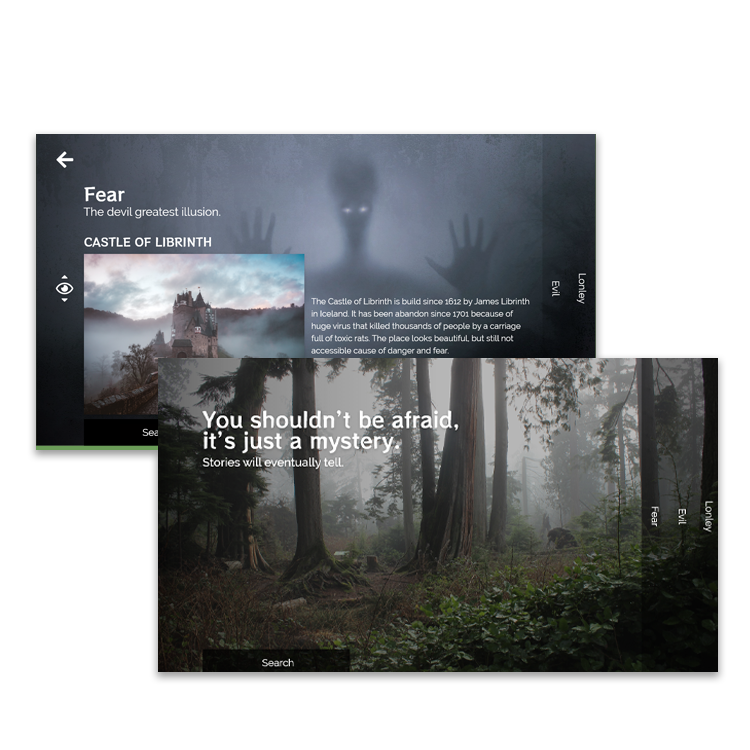 Fear
The devil greatest illusion.
CASTLE OF LIBRINTH
The Castle of Librinth is build since 1612 by James Librinth
in Iceland. It has been abandon since 1701 because of
huge virus that killed thousands of people by a carriage
full of toxic rats. The place looks beautiful, but still not
accessible cause of danger and fear.
Evil
Lonley
Sea
You shouldn't be afraid,
it's just a mystery.
Stories will eventually tell.
Fear
Evil
Lonley
Search